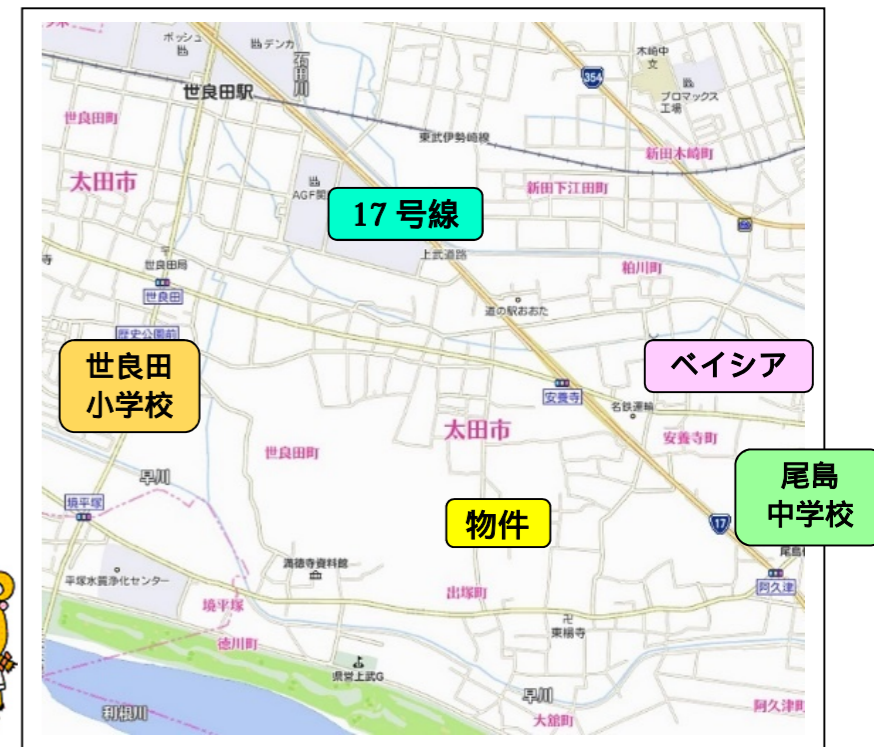 ボッシュ
デンカ
石田川
世良田駅
354
木崎中
文
プロマックス
工場
世良田町
東武伊勢崎線
新田木崎町
太田市
AGF関
17 号線
新田下江田町
上武道路
世良田局
粕川町
世良田
道の駅おおた
歴史公園前
世良田
小学校
ベイシア
安養寺
名鉄運輸
太田市
安養寺町
世良田町
早川
尾島
中学校
境平塚
物件
17
尾島
満徳寺資料館
阿久津
平塚水質浄化センター
出塚町
境平塚
東楊寺
徳川町
県営上武G
早川
利根川
大舘町
阿久津町